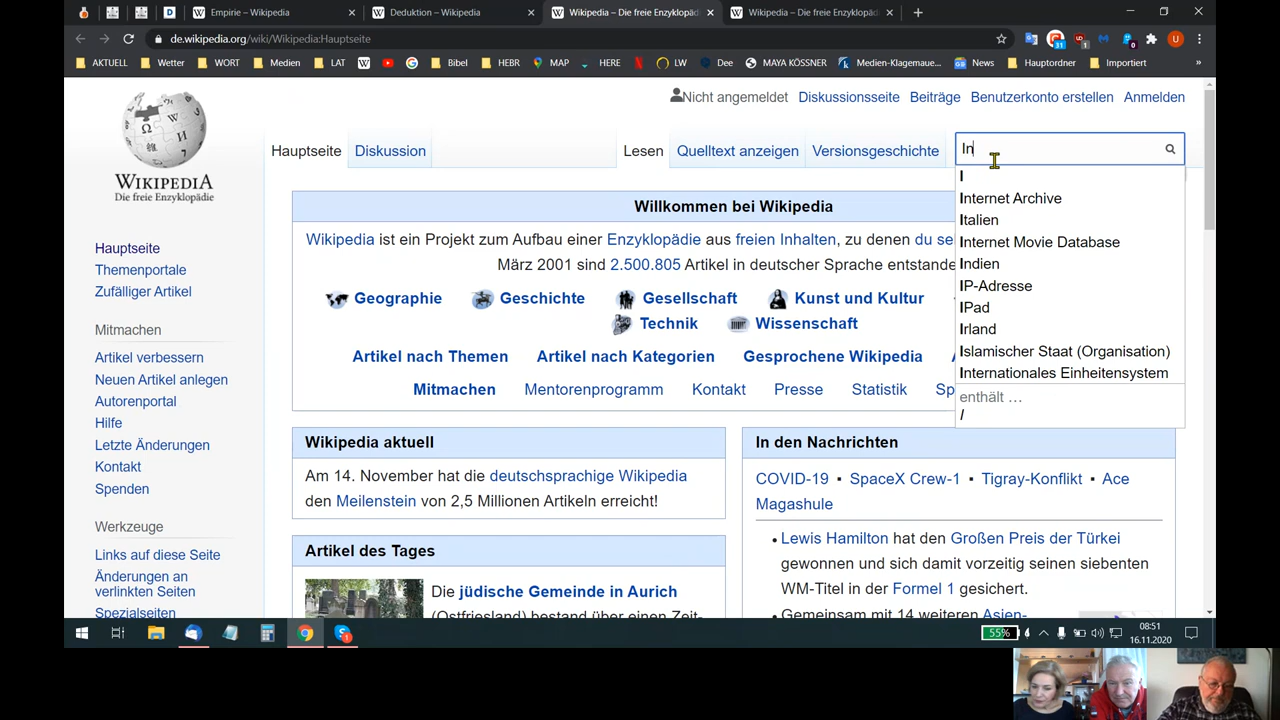 Empirie – Wikipedia
Deduktion – Wikipedia
Wikipedia – Die freie Enzyklopäd
Wikipedia – Die freie Enzyklopäd
de.wikipedia.org/wiki/Wikipedia:Hauptseite
31
1
0
U
AKTUELL
Wetter
WORT
Medien
LAT
Bibel
HEBR
MAP
HERE
LW
Dee
MAYA KÖSSNER
Medien-Klagemaue...
News
Hauptordner
Importiert
»
Nicht angemeldet Diskussionsseite Beiträge Benutzerkonto erstellen Anmelden
Hauptseite Diskussion Lesen Quelltext anzeigen Versionsgeschichte In
WIKIPEDIA
Die freie Enzyklopädie
I
Internet Archive
Italien
Internet Movie Database
Indien
IP-Adresse
IPad
Irland
Islamischer Staat (Organisation)
Internationales Einheitensystem
enthält …
I
Hauptseite
Themenportale
Zufälliger Artikel
Mitmachen
Artikel verbessern
Neuen Artikel anlegen
Autorenportal
Hilfe
Letzte Änderungen
Kontakt
Spenden
Werkzeuge
Links auf diese Seite
Änderungen an
verlinkten Seiten
Spezialseiten
Willkommen bei Wikipedia
Wikipedia ist ein Projekt zum Aufbau einer Enzyklopädie aus freien Inhalten, zu denen du se
März 2001 sind 2.500.805 Artikel in deutscher Sprache entstande
Geographie Geschichte Gesellschaft Kunst und Kultur
Technik Wissenschaft
Artikel nach Themen Artikel nach Kategorien Gesprochene Wikipedia
Mitmachen Mentorenprogramm Kontakt Presse Statistik Sp
Wikipedia aktuell
Am 14. November hat die deutschsprachige Wikipedia
den Meilenstein von 2,5 Millionen Artikeln erreicht!
Artikel des Tages
Die jüdische Gemeinde in Aurich
(Ostfriesland) bestand über einen Zeit-
In den Nachrichten
COVID-19 ▪ SpaceX Crew-1 ▪ Tigray-Konflikt ▪ Ace
Magashule
• Lewis Hamilton hat den Großen Preis der Türkei
gewonnen und sich damit vorzeitig seinen siebenten
WM-Titel in der Formel 1 gesichert.
• Gemeinsam mit 14 weiteren Asien-
55%
08:51
16.11.2020